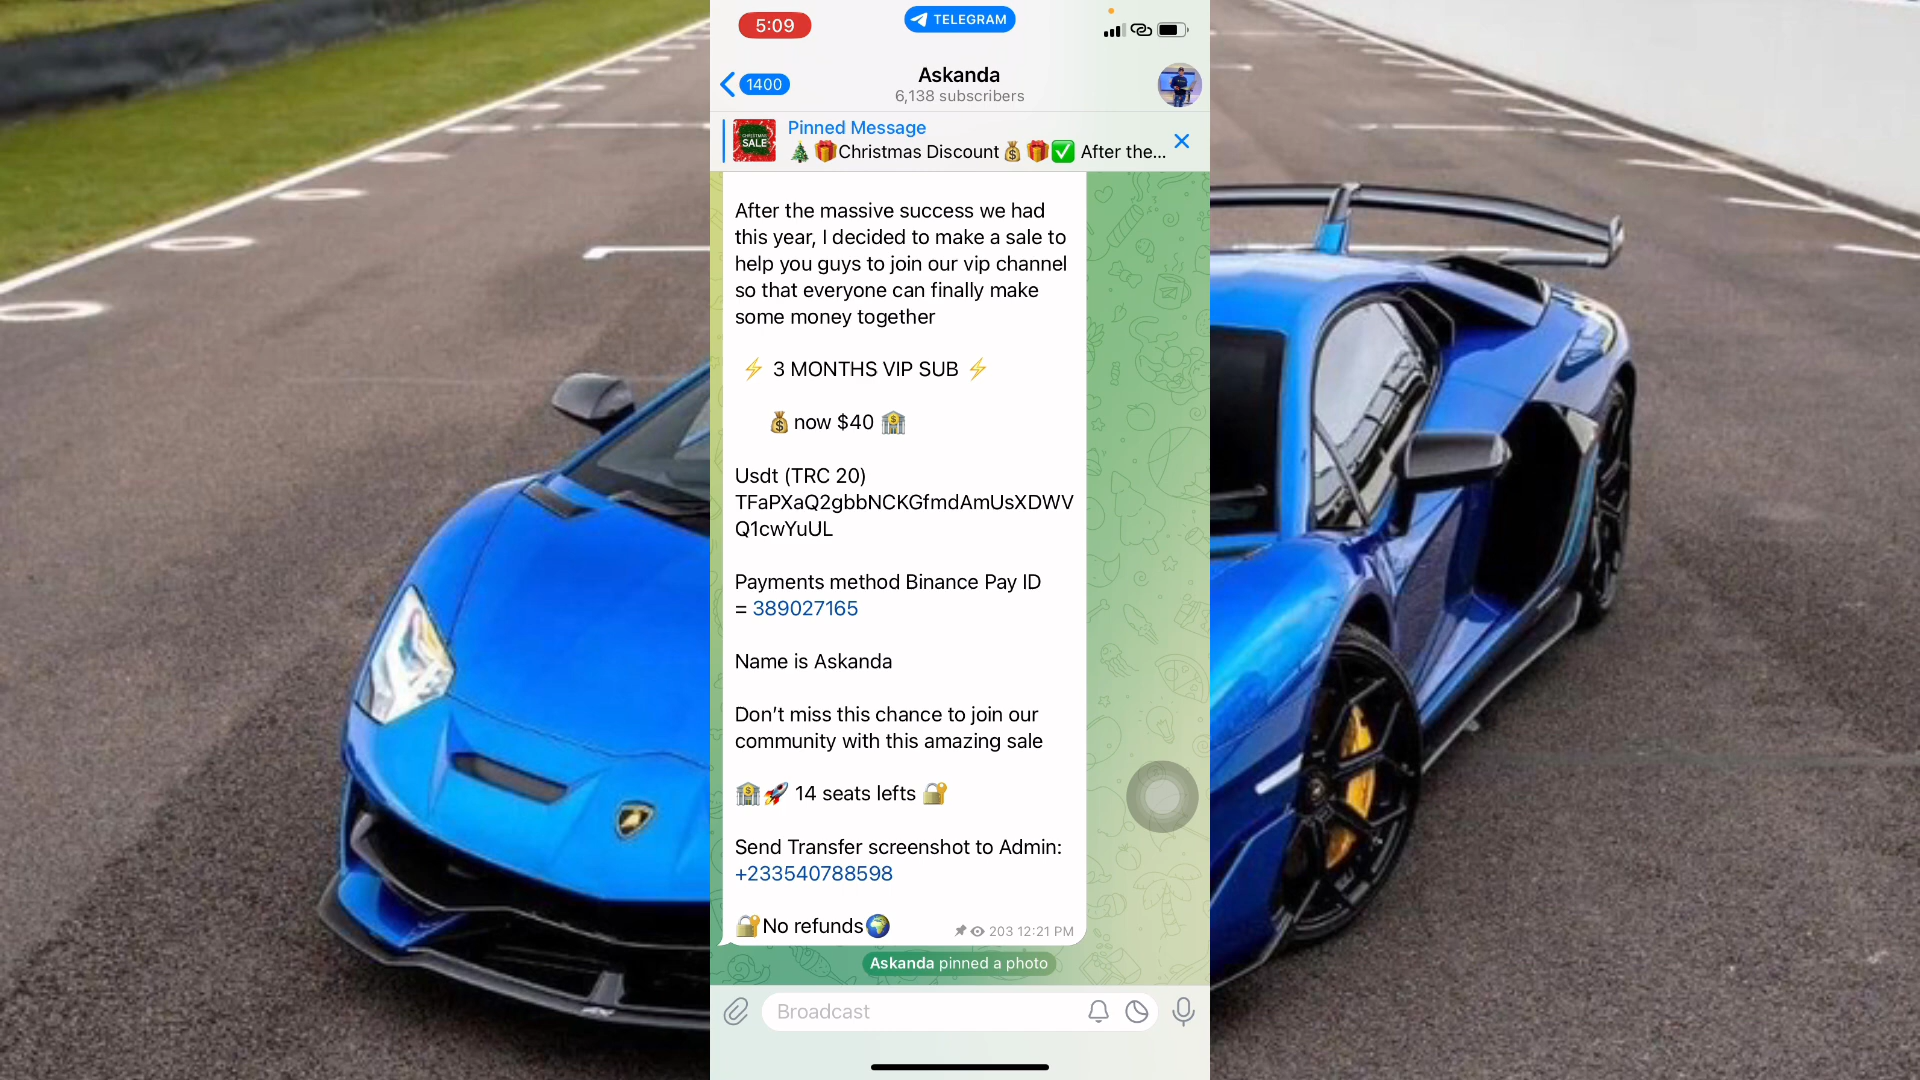 5:09
TELEGRAM
1400
Askanda
6,138 subscribers
CHRISTMAS
SALE
Pinned Message
🎄🎁Christmas Discount💰🎁✅ After the...
After the massive success we had
this year, I decided to make a sale to
help you guys to join our vip channel
so that everyone can finally make
some money together
⚡ 3 MONTHS VIP SUB ⚡
💰now $40 🏦
Usdt (TRC 20)
TFaPXaQ2gbbNCKGfmdAmUsXDWV
Q1cwYuUL
Payments method Binance Pay ID
= 389027165
Name is Askanda
Don’t miss this chance to join our
community with this amazing sale
🏦🚀 14 seats lefts 🔐
Send Transfer screenshot to Admin:
+233540788598
🔐No refunds🌍
203 12:21 PM
Askanda pinned a photo
Broadcast